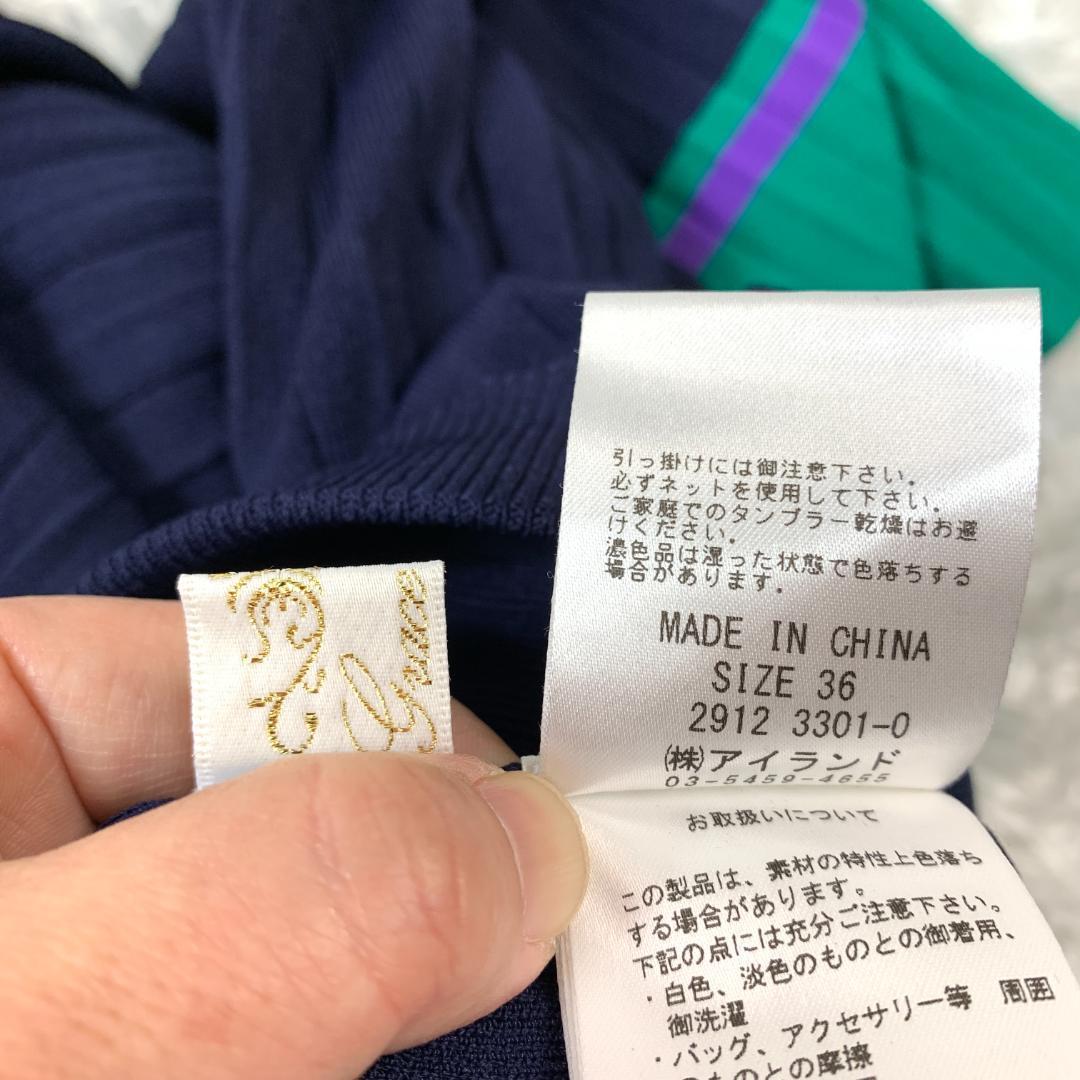 引っ掛けには御注意下さい。
必ずネットを使用して下さい。
ご家庭でのタンブラー乾燥はお避
けください。
濃色品は湿った状態で色落ちする
場合があります。
MADE IN CHINA
SIZE 36
2912 3301-0
㈱アイランド
03-5459-4655
お取扱いについて
この製品は、素材の特性上色落ち
する場合があります。
下記の点には充分ご注意下さい。
・白色、淡色のものとの御着用、
御洗濯
・バッグ、アクセサリー等 周囲
のものとの摩擦